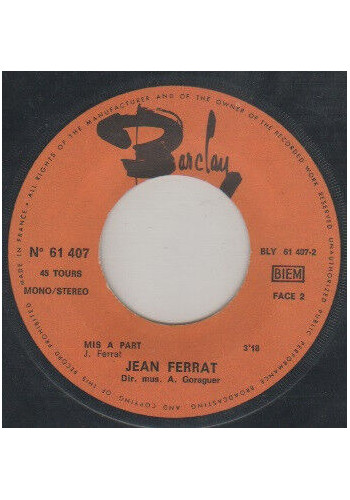 ALL RIGHTS OF THE MANUFACTURER AND OF THE OWNER OF THE RECORDED WORK RESERVED. UNAUTHORIZED PUBLIC PERFORMANCE BROADCASTING AND COPYING OF THIS RECORD PROHIBITED
MADE IN FRANCE
Barclay
N° 61 407
45 TOURS
MONO/STEREO
BLY 61 407-2
BIEM
FACE 2
MIS A PART 3'18
J. Ferrat
JEAN FERRAT
Dir. mus. A. Goraguer